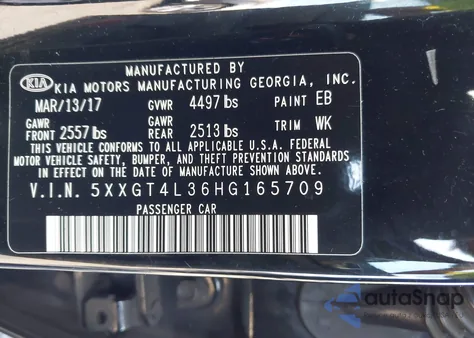 MANUFACTURED BY
KIA KIA MOTORS MANUFACTURING GEORGIA, INC.
MAR/13/17 GVWR 4497 lbs PAINT EB
GAWR FRONT 2557 lbs GAWR REAR 2513 lbs TRIM WK
THIS VEHICLE CONFORMS TO ALL APPLICABLE U.S.A. FEDERAL
MOTOR VEHICLE SAFETY, BUMPER, AND THEFT PREVENTION STANDARDS
IN EFFECT ON THE DATE OF MANUFACTURE SHOWN ABOVE.
V.I.N. 5XXGT4L36HG165709
PASSENGER CAR
autoSnap